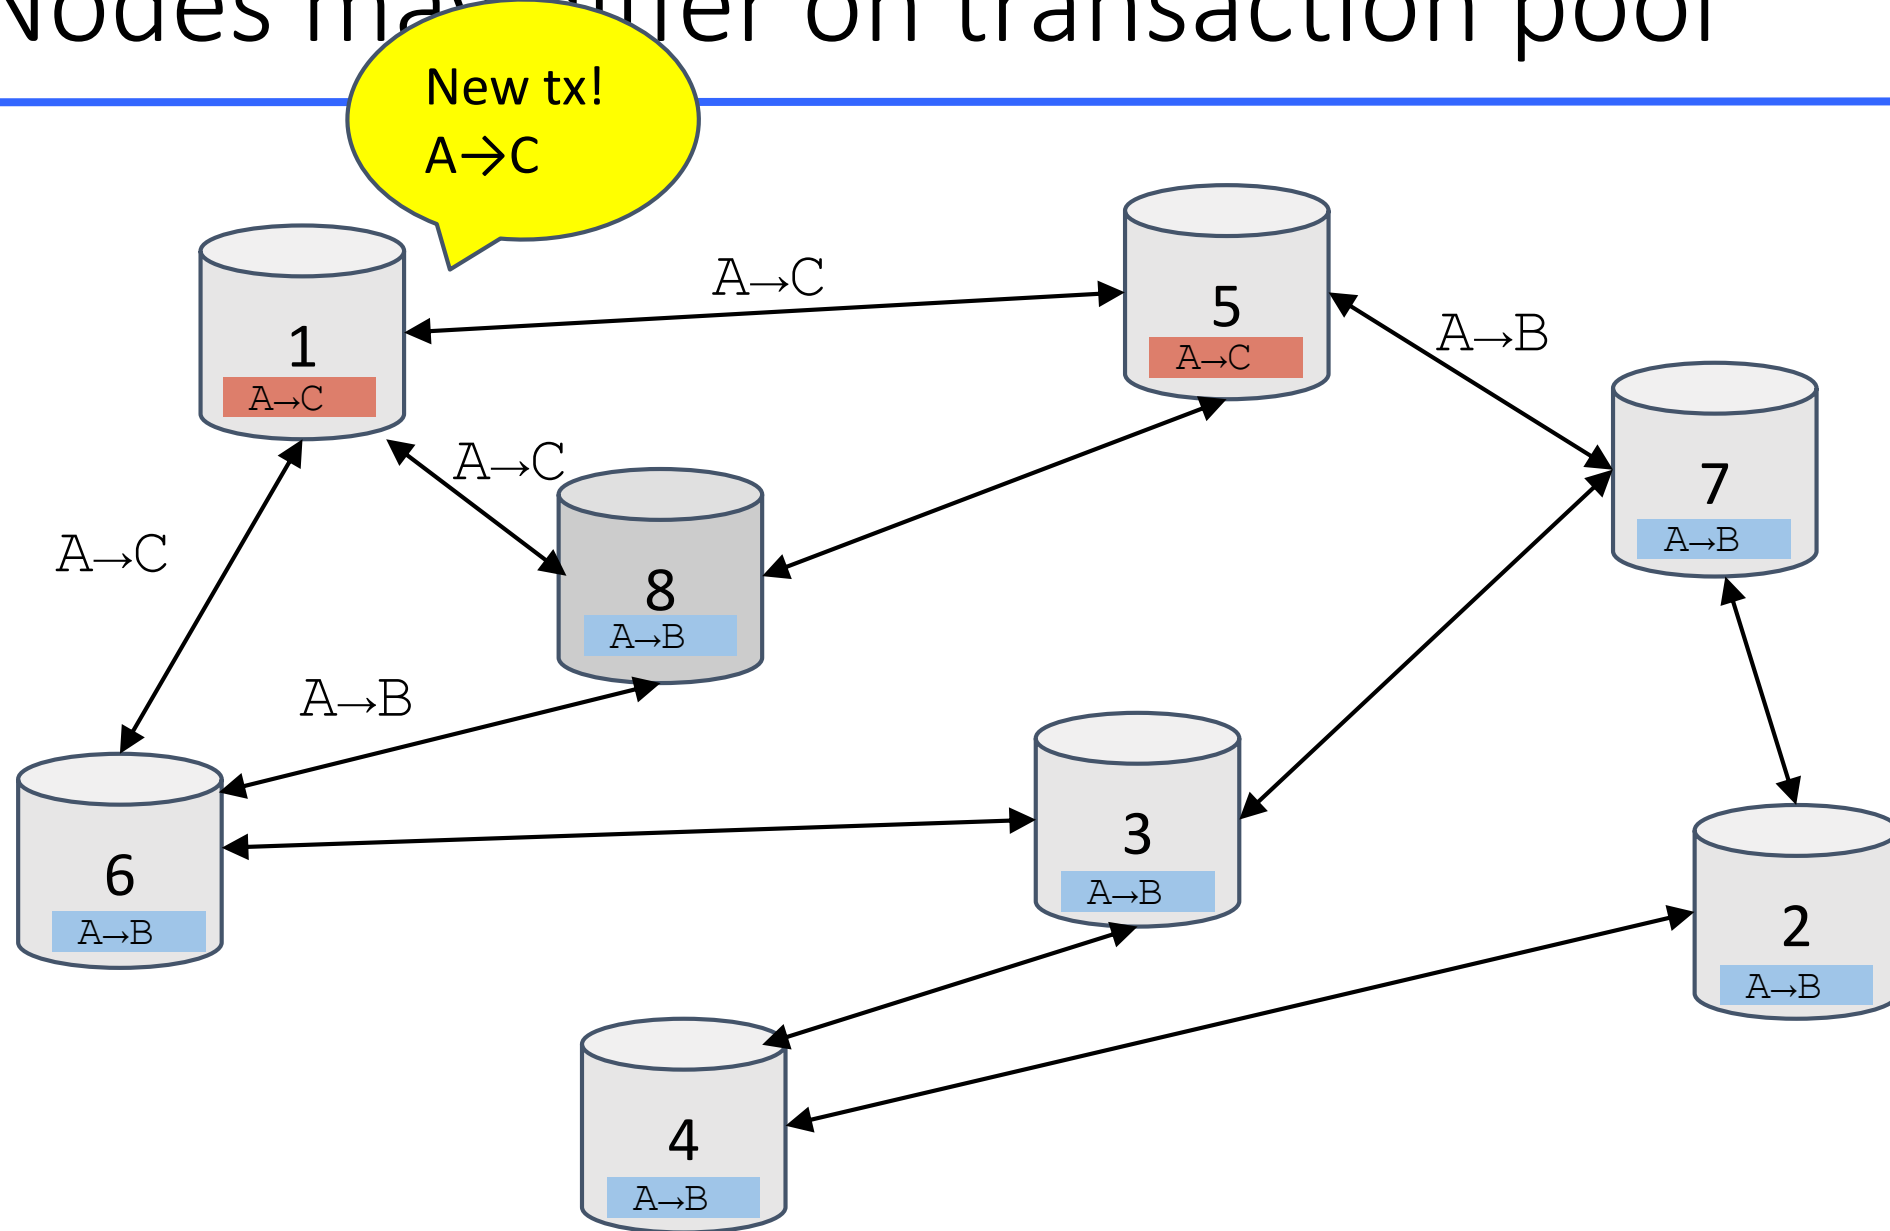 Nodes may differ on transaction pool
New tx!
A→C
A→C
5
A→C
A→B
1
A→C
A→C
7
A→B
A→C
8
A→B
A→B
3
A→B
6
A→B
2
A→B
4
A→B